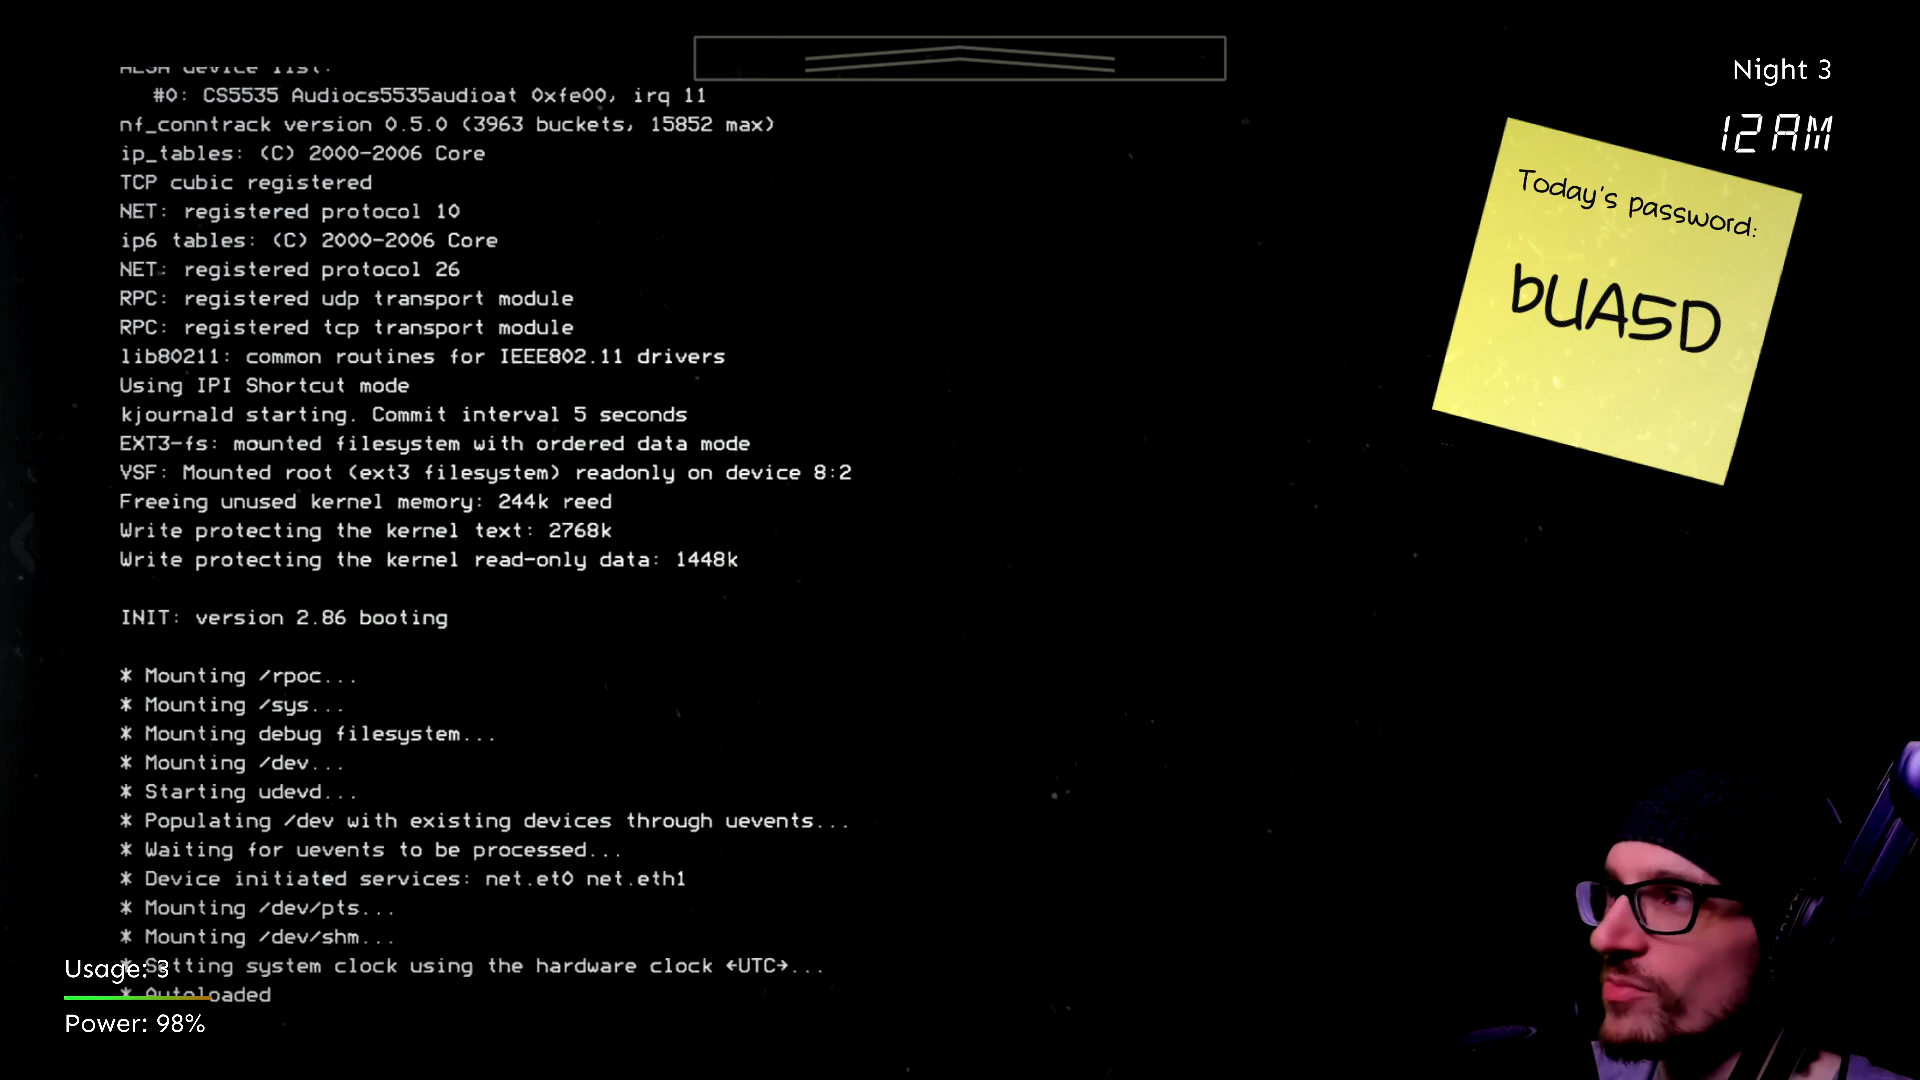 ALSA device list:
#0: CS5535 Audiocs5535audioat 0xfe00, irq 11
nf_conntrack version 0.5.0 (3963 buckets, 15852 max)
ip_tables: (C) 2000-2006 Core
TCP cubic registered
NET: registered protocol 10
ip6 tables: (C) 2000-2006 Core
NET: registered protocol 26
RPC: registered udp transport module
RPC: registered tcp transport module
lib80211: common routines for IEEE802.11 drivers
Using IPI Shortcut mode
kjournald starting. Commit interval 5 seconds
EXT3-fs: mounted filesystem with ordered data mode
VSF: Mounted root (ext3 filesystem) readonly on device 8:2
Freeing unused kernel memory: 244k reed
Write protecting the kernel text: 2768k
Write protecting the kernel read-only data: 1448k
INIT: version 2.86 booting
* Mounting /rpoc...
* Mounting /sys...
* Mounting debug filesystem...
* Mounting /dev...
* Starting udevd...
* Populating /dev with existing devices through uevents...
* Waiting for uevents to be processed...
* Device initiated services: net.et0 net.eth1
* Mounting /dev/pts...
* Mounting /dev/shm...
* Setting system clock using the hardware clock ←UTC→...
* Autoloaded
Usage: 3
Power: 98%
Night 3
12 AM
Today's password:
bUA5D